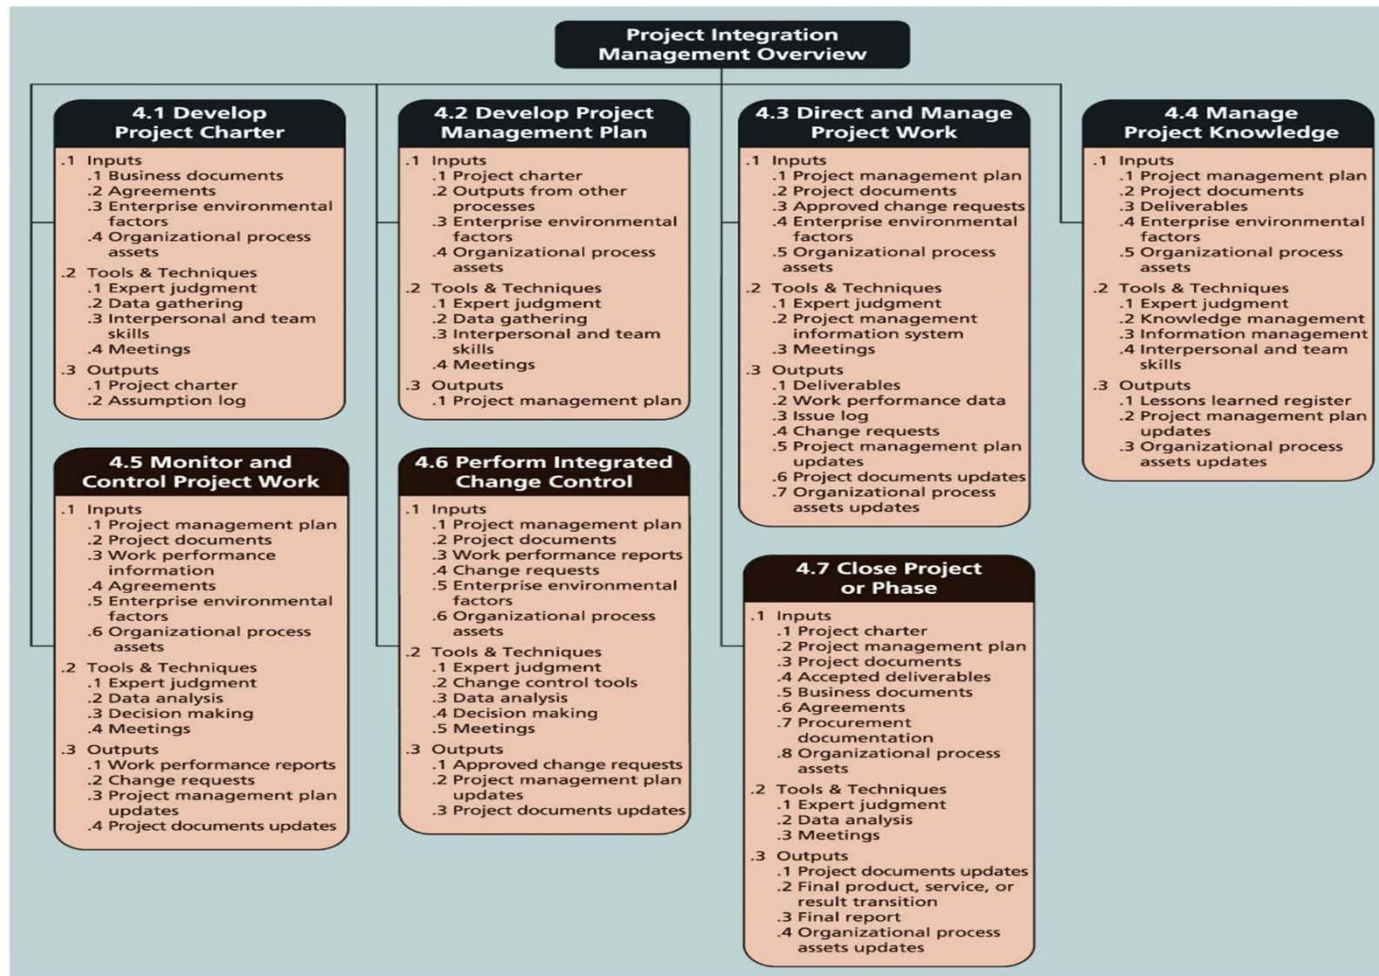 Project Integration
Management Overview
4.1 Develop
Project Charter
.1 Inputs
.1 Business documents
.2 Agreements
.3 Enterprise environmental
factors
.4 Organizational process
assets
.2 Tools & Techniques
.1 Expert judgment
.2 Data gathering
.3 Interpersonal and team
skills
.4 Meetings
.3 Outputs
.1 Project charter
.2 Assumption log
4.2 Develop Project
Management Plan
.1 Inputs
.1 Project charter
.2 Outputs from other
processes
.3 Enterprise environmental
factors
.4 Organizational process
assets
.2 Tools & Techniques
.1 Expert judgment
.2 Data gathering
.3 Interpersonal and team
skills
.4 Meetings
.3 Outputs
.1 Project management plan
4.3 Direct and Manage
Project Work
.1 Inputs
.1 Project management plan
.2 Project documents
.3 Approved change requests
.4 Enterprise environmental
factors
.5 Organizational process
assets
.2 Tools & Techniques
.1 Expert judgment
.2 Project management
information system
.3 Meetings
.3 Outputs
.1 Deliverables
.2 Work performance data
.3 Issue log
.4 Change requests
.5 Project management plan
updates
.6 Project documents updates
.7 Organizational process
assets updates
4.4 Manage
Project Knowledge
.1 Inputs
.1 Project management plan
.2 Project documents
.3 Deliverables
.4 Enterprise environmental
factors
.5 Organizational process
assets
.2 Tools & Techniques
.1 Expert judgment
.2 Knowledge management
.3 Information management
.4 Interpersonal and team
skills
.3 Outputs
.1 Lessons learned register
.2 Project management plan
updates
.3 Organizational process
assets updates
4.5 Monitor and
Control Project Work
.1 Inputs
.1 Project management plan
.2 Project documents
.3 Work performance
information
.4 Agreements
.5 Enterprise environmental
factors
.6 Organizational process
assets
.2 Tools & Techniques
.1 Expert judgment
.2 Data analysis
.3 Decision making
.4 Meetings
.3 Outputs
.1 Work performance reports
.2 Change requests
.3 Project management plan
updates
.4 Project documents updates
4.6 Perform Integrated
Change Control
.1 Inputs
.1 Project management plan
.2 Project documents
.3 Work performance reports
.4 Change requests
.5 Enterprise environmental
factors
.6 Organizational process
assets
.2 Tools & Techniques
.1 Expert judgment
.2 Change control tools
.3 Data analysis
.4 Decision making
.5 Meetings
.3 Outputs
.1 Approved change requests
.2 Project management plan
updates
.3 Project documents updates
4.7 Close Project
or Phase
.1 Inputs
.1 Project charter
.2 Project management plan
.3 Project documents
.4 Accepted deliverables
.5 Business documents
.6 Agreements
.7 Procurement
documentation
.8 Organizational process
assets
.2 Tools & Techniques
.1 Expert judgment
.2 Data analysis
.3 Meetings
.3 Outputs
.1 Project documents updates
.2 Final product, service, or
result transition
.3 Final report
.4 Organizational process
assets updates